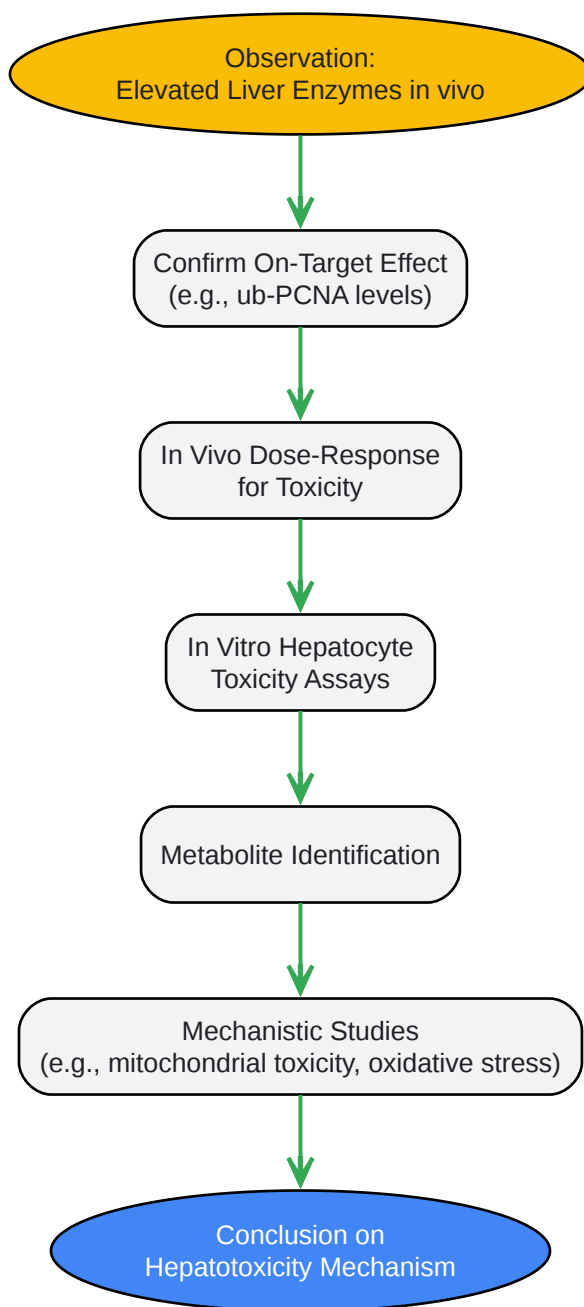 Observation:
Elevated Liver Enzymes in vivo
Confirm On-Target Effect
(e.g., ub-PCNA levels)
In Vivo Dose-Response
for Toxicity
In Vitro Hepatocyte
Toxicity Assays
Metabolite Identification
Mechanistic Studies
(e.g., mitochondrial toxicity, oxidative stress)
Conclusion on
Hepatotoxicity Mechanism